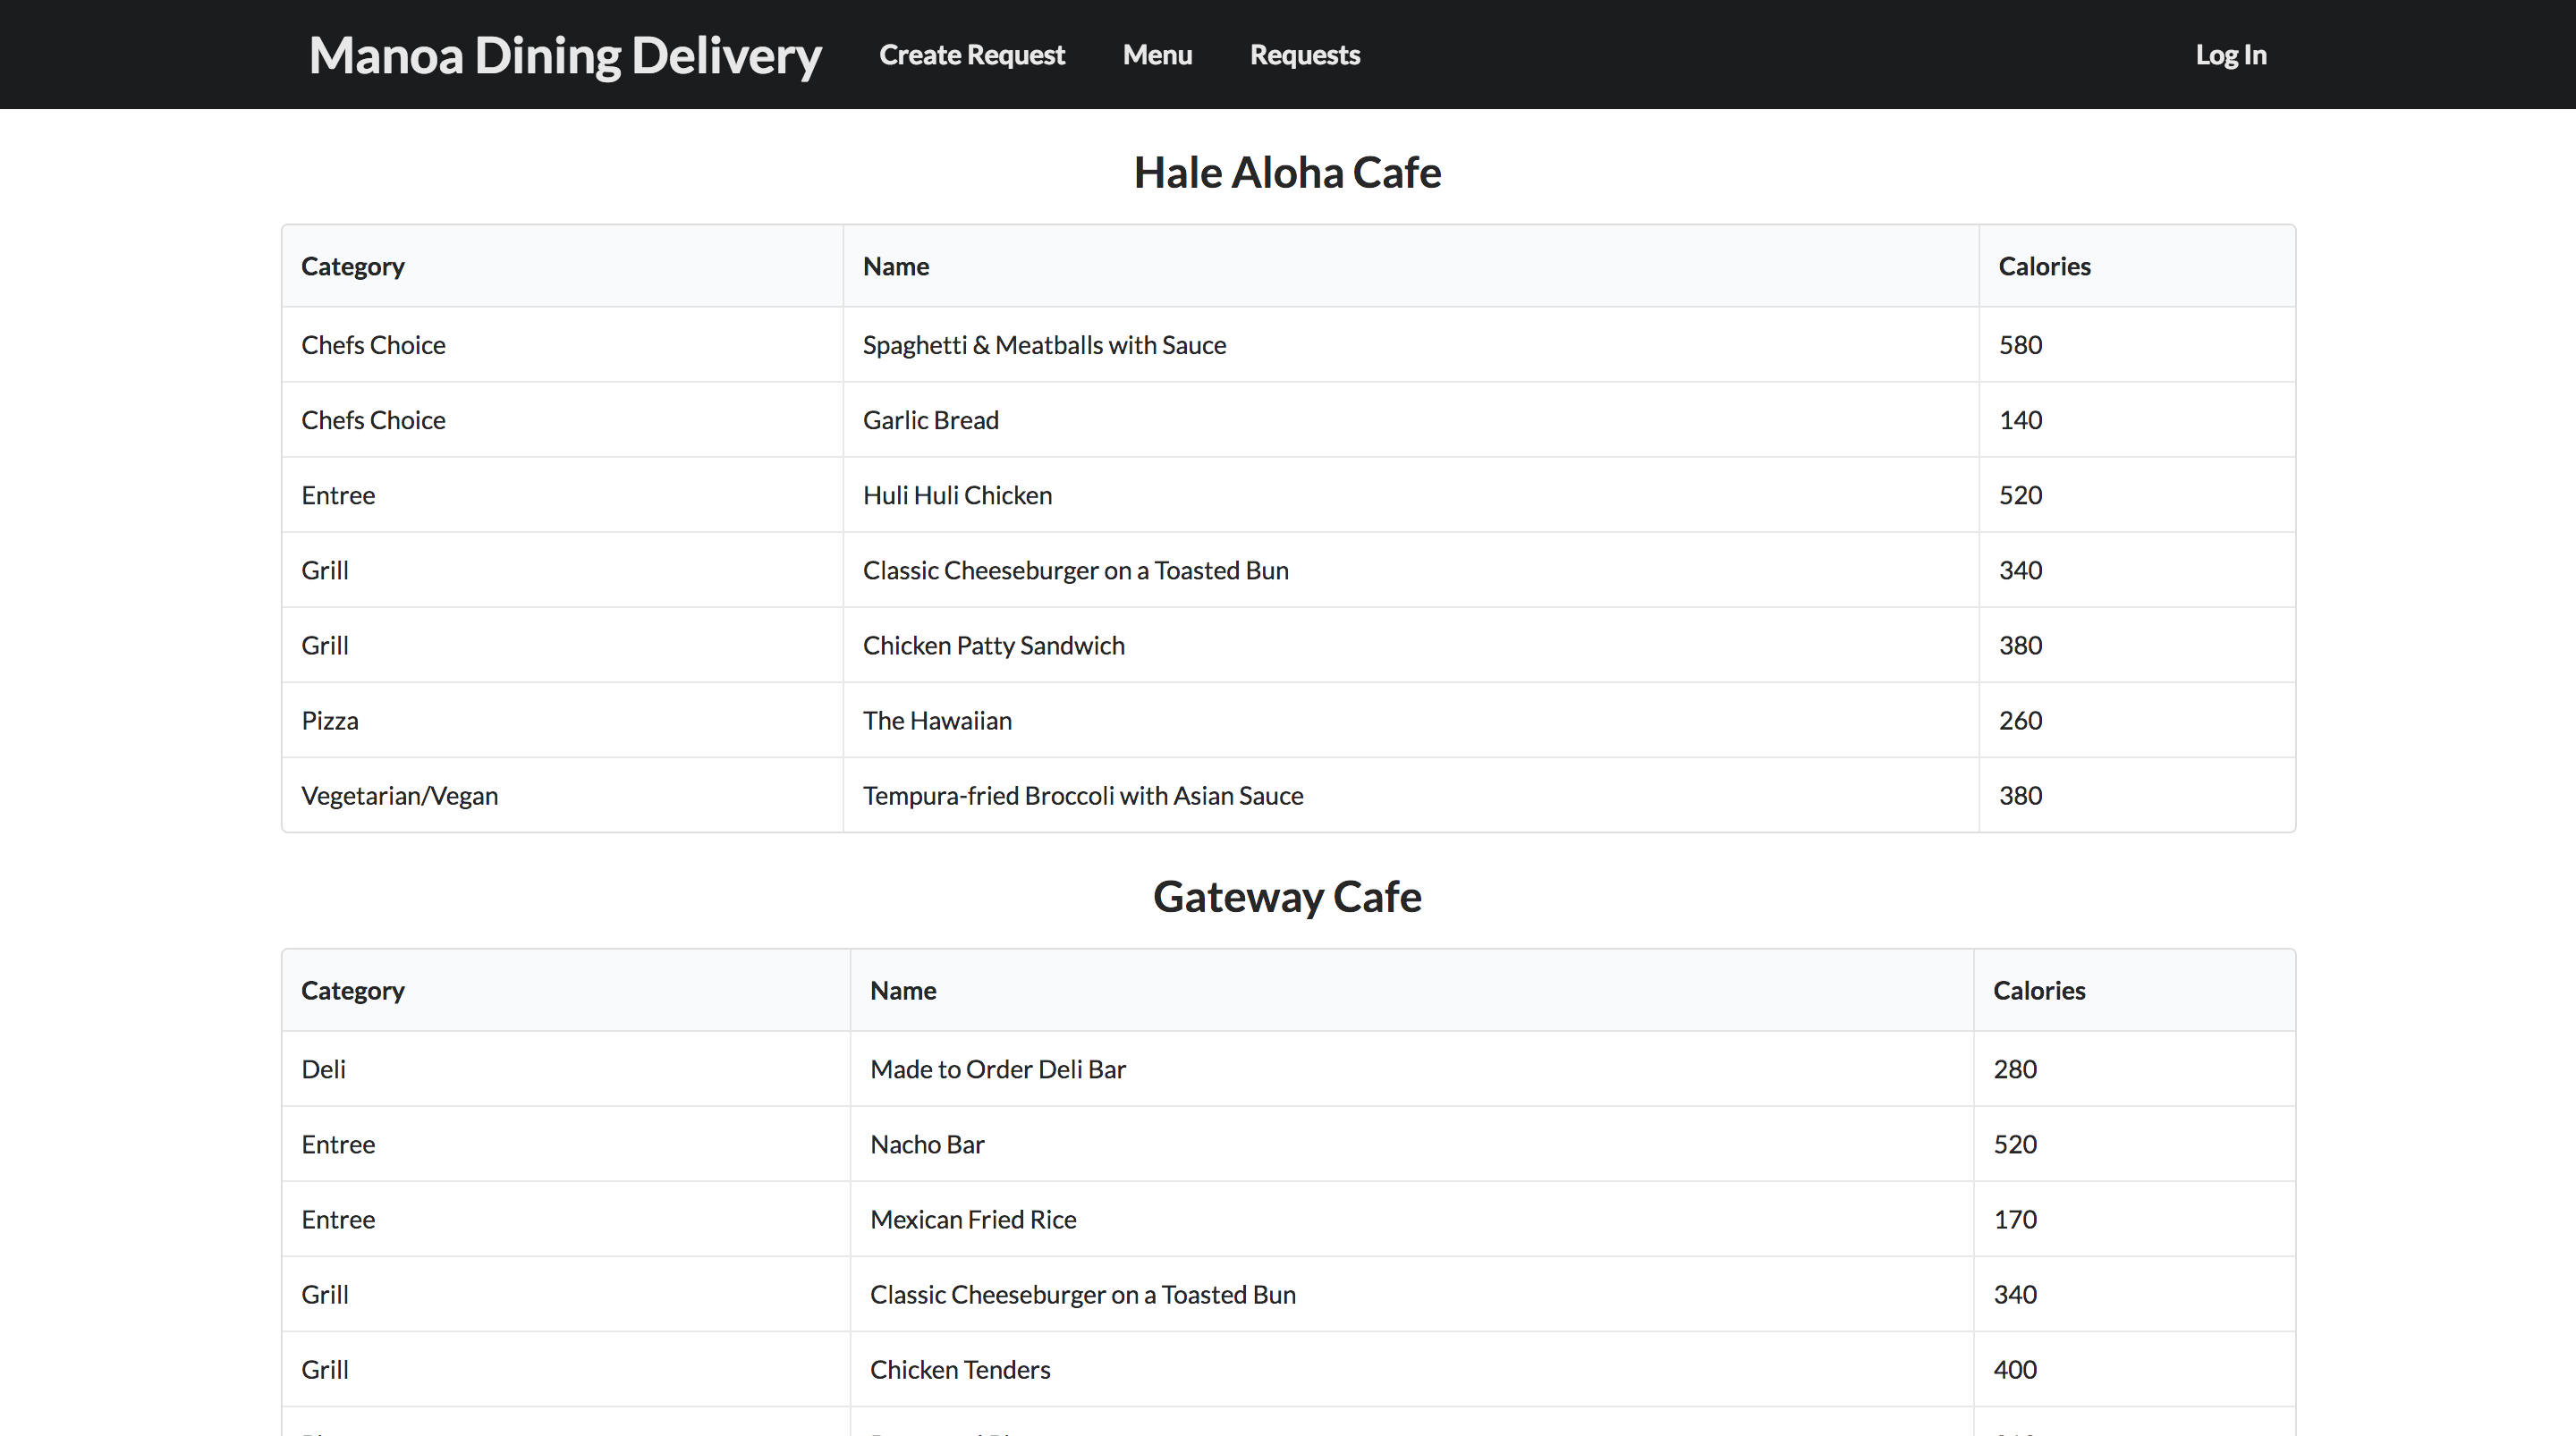 Manoa Dining Delivery Create Request Menu Requests Log In
Hale Aloha Cafe
Category Name Calories
Chefs Choice Spaghetti & Meatballs with Sauce 580
Chefs Choice Garlic Bread 140
Entree Huli Huli Chicken 520
Grill Classic Cheeseburger on a Toasted Bun 340
Grill Chicken Patty Sandwich 380
Pizza The Hawaiian 260
Vegetarian/Vegan Tempura-fried Broccoli with Asian Sauce 380
Gateway Cafe
Category Name Calories
Deli Made to Order Deli Bar 280
Entree Nacho Bar 520
Entree Mexican Fried Rice 170
Grill Classic Cheeseburger on a Toasted Bun 340
Grill Chicken Tenders 400